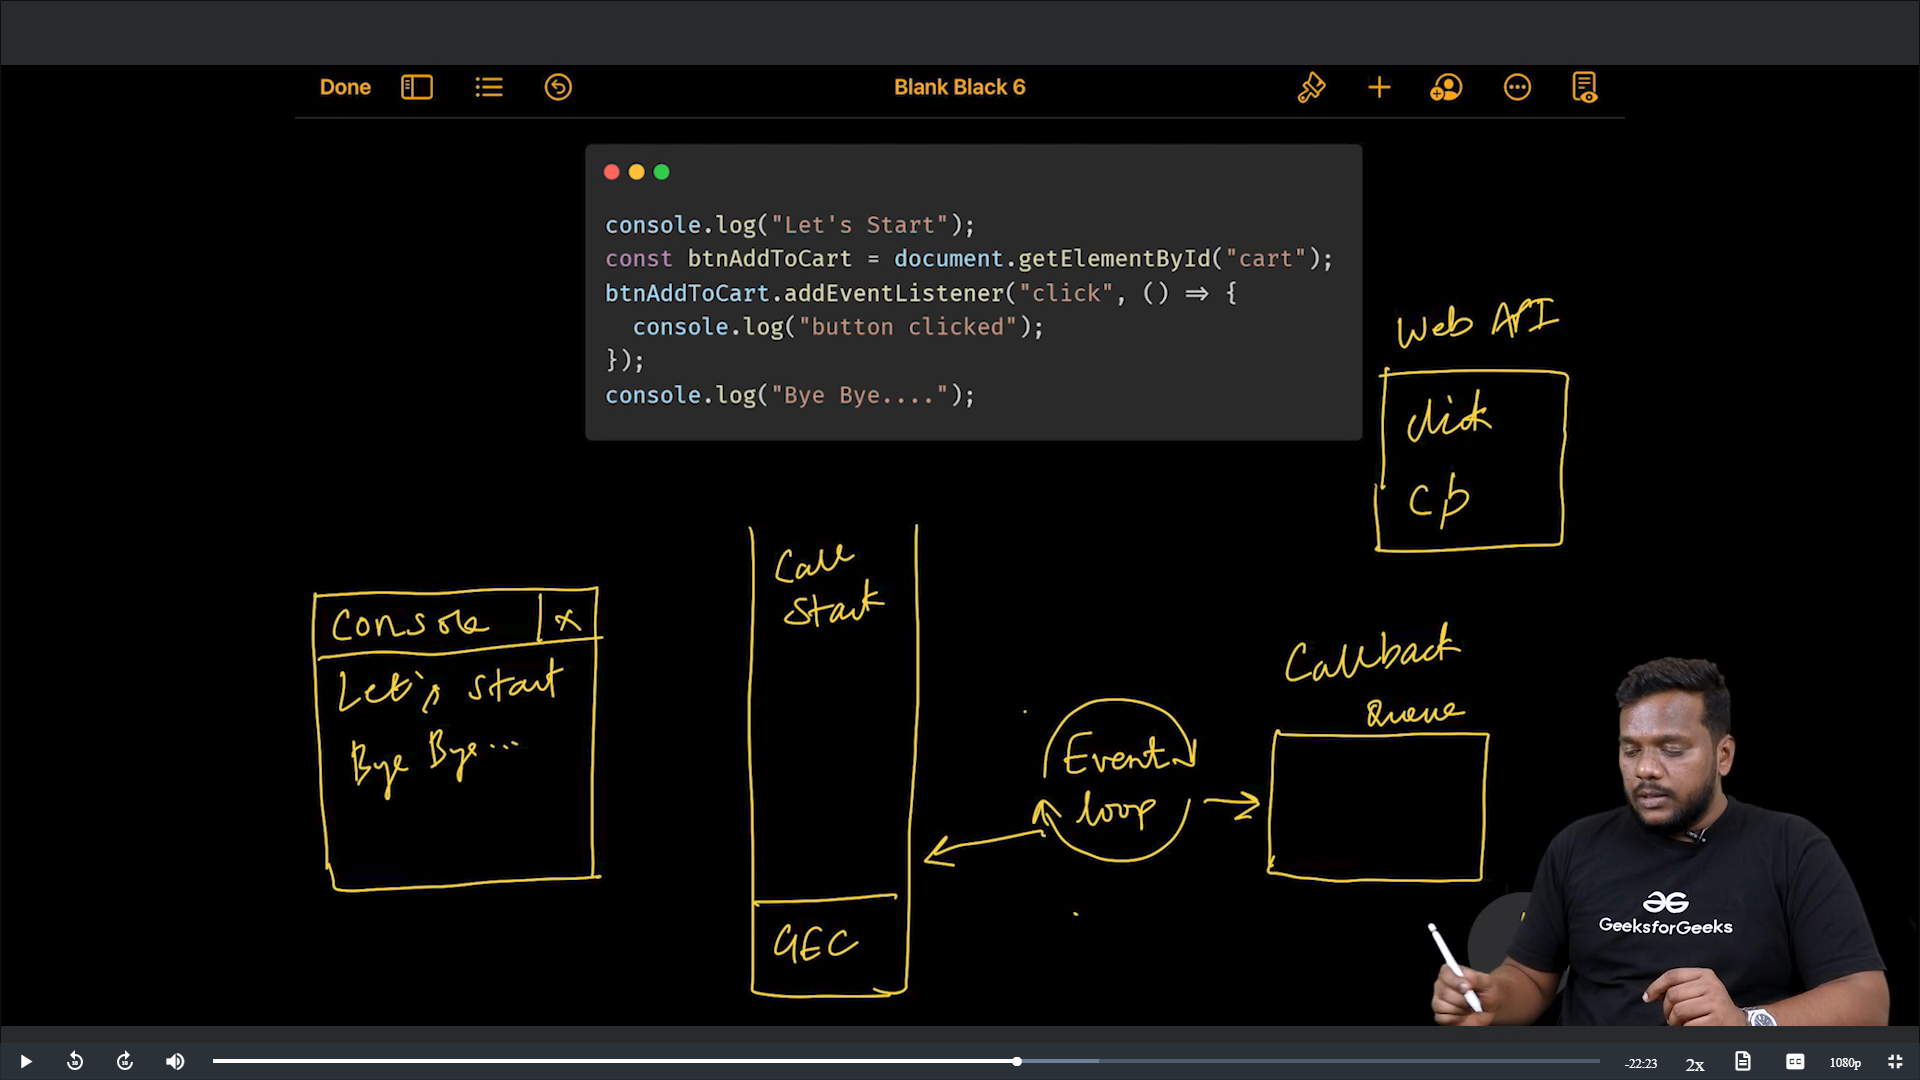 Done
Blank Black 6
console.log("Let's Start");
const btnAddToCart = document.getElementById("cart");
btnAddToCart.addEventListener("click", () => {
console.log("button clicked");
});
console.log("Bye Bye....");
Web API
click
cb
Call
Stack
Console x
Let's start
Bye Bye...
Callback
Queue
Event
loop
GEC
GeeksforGeeks
-22:23
2x
CC
1080p